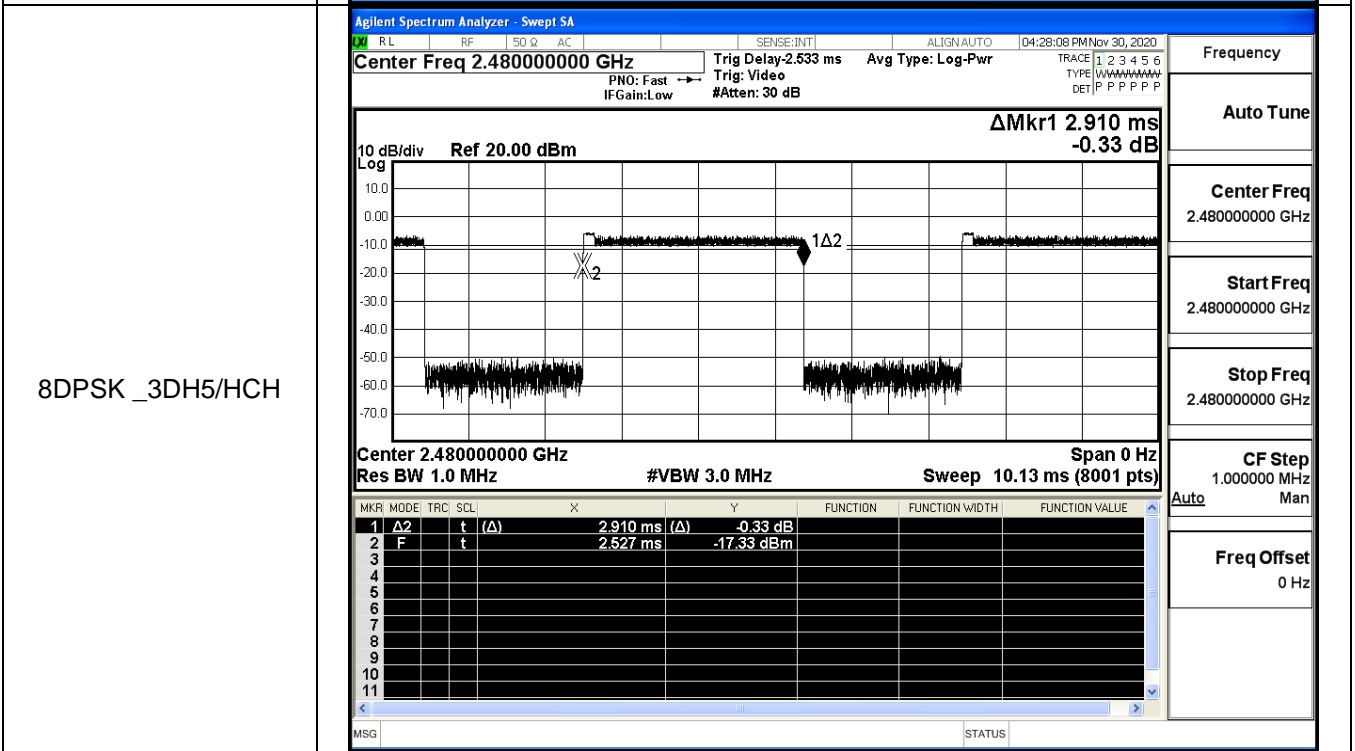 8DPSK _3DH5/HCH
Agilent Spectrum Analyzer - Swept SA
LXI RL RF 50 Ω AC SENSE:INT ALIGN AUTO 04:28:08 PM Nov 30, 2020
Center Freq 2.480000000 GHz
PNO: Fast
IFGain:Low
Trig Delay-2.533 ms
Trig: Video
#Atten: 30 dB
Avg Type: Log-Pwr
TRACE 1 2 3 4 5 6
TYPE WWWWWW
DET P P P P P P
ΔMkr1 2.910 ms
-0.33 dB
10 dB/div Ref 20.00 dBm
Log
10.0
0.00
-10.0
-20.0
-30.0
-40.0
-50.0
-60.0
-70.0
1Δ2
2
Center 2.480000000 GHz Span 0 Hz
Res BW 1.0 MHz #VBW 3.0 MHz Sweep 10.13 ms (8001 pts)
MKR MODE TRC SCL X Y FUNCTION FUNCTION WIDTH FUNCTION VALUE
1 Δ2 t (Δ) 2.910 ms (Δ) -0.33 dB
2 F t 2.527 ms -17.33 dBm
3
4
5
6
7
8
9
10
11
MSG STATUS
Frequency
Auto Tune
Center Freq
2.480000000 GHz
Start Freq
2.480000000 GHz
Stop Freq
2.480000000 GHz
CF Step
1.000000 MHz
Auto Man
Freq Offset
0 Hz